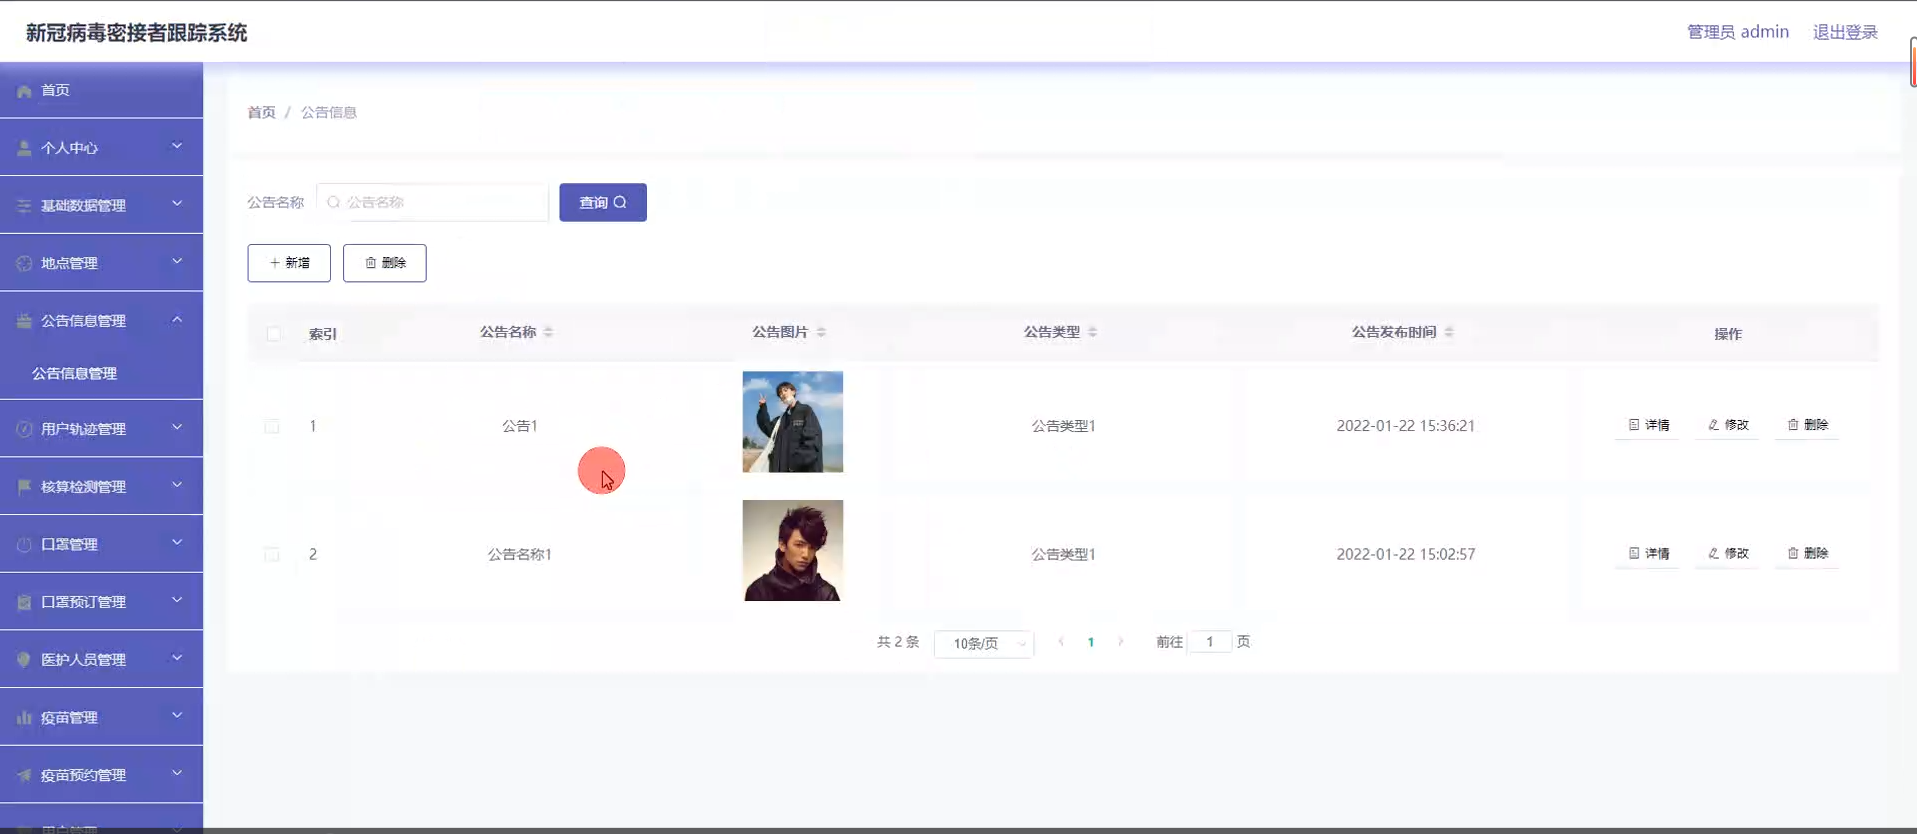 新冠病毒密接者跟踪系统
管理员 admin 退出登录
首页
个人中心
基础数据管理
地点管理
公告信息管理
公告信息管理
用户轨迹管理
核算检测管理
口罩管理
口罩预订管理
医护人员管理
疫苗管理
疫苗预约管理
用户管理
首页 / 公告信息
公告名称 公告名称 查询
新增 删除
索引 公告名称 公告图片 公告类型 公告发布时间 操作
1 公告1 公告类型1 2022-01-22 15:36:21 详情 修改 删除
2 公告名称1 公告类型1 2022-01-22 15:02:57 详情 修改 删除
共 2 条 10条/页 1 前往 1 页